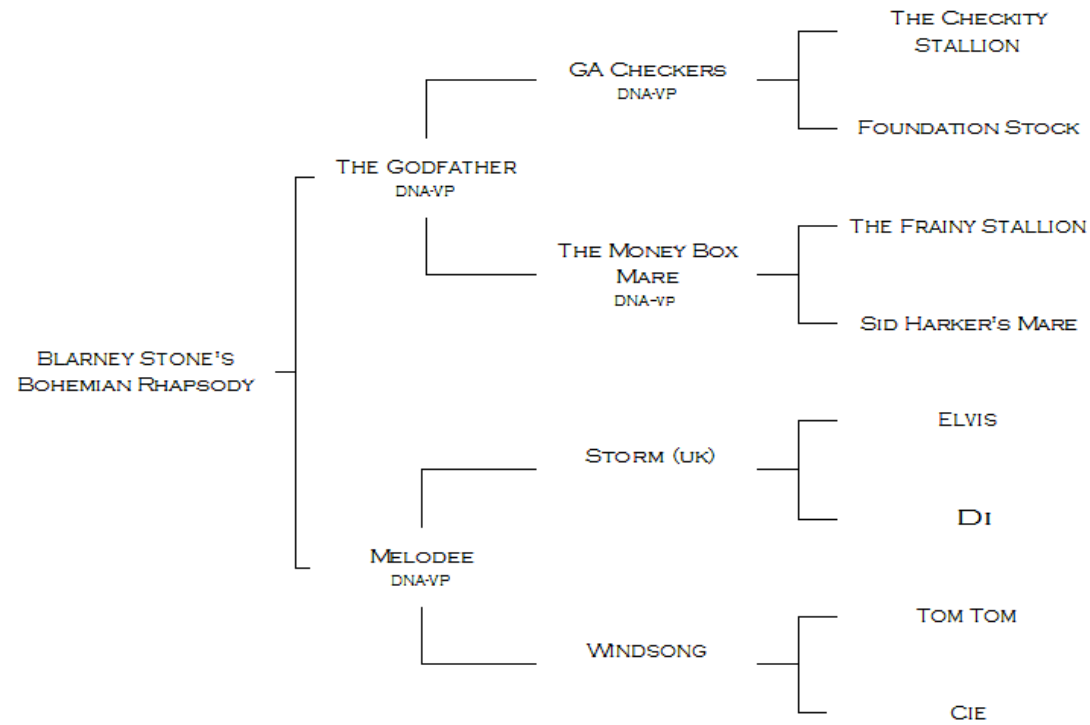 The Checkity
Stallion
GA Checkers
DNA-VP
Foundation Stock
The Godfather
DNA-VP
The Frainy Stallion
The Money Box
Mare
DNA-VP
Sid Harker's Mare
Blarney Stone's
Bohemian Rhapsody
Elvis
Storm (UK)
Di
Melodee
DNA-VP
Tom Tom
Windsong
Cie